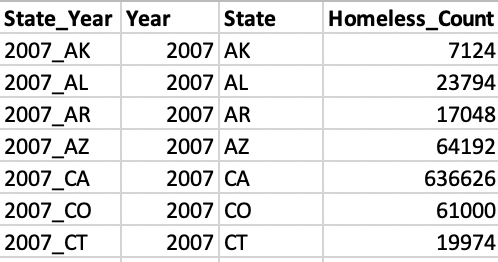 State_Year Year State Homeless_Count
2007_AK 2007 AK 7124
2007_AL 2007 AL 23794
2007_AR 2007 AR 17048
2007_AZ 2007 AZ 64192
2007_CA 2007 CA 636626
2007_CO 2007 CO 61000
2007_CT 2007 CT 19974